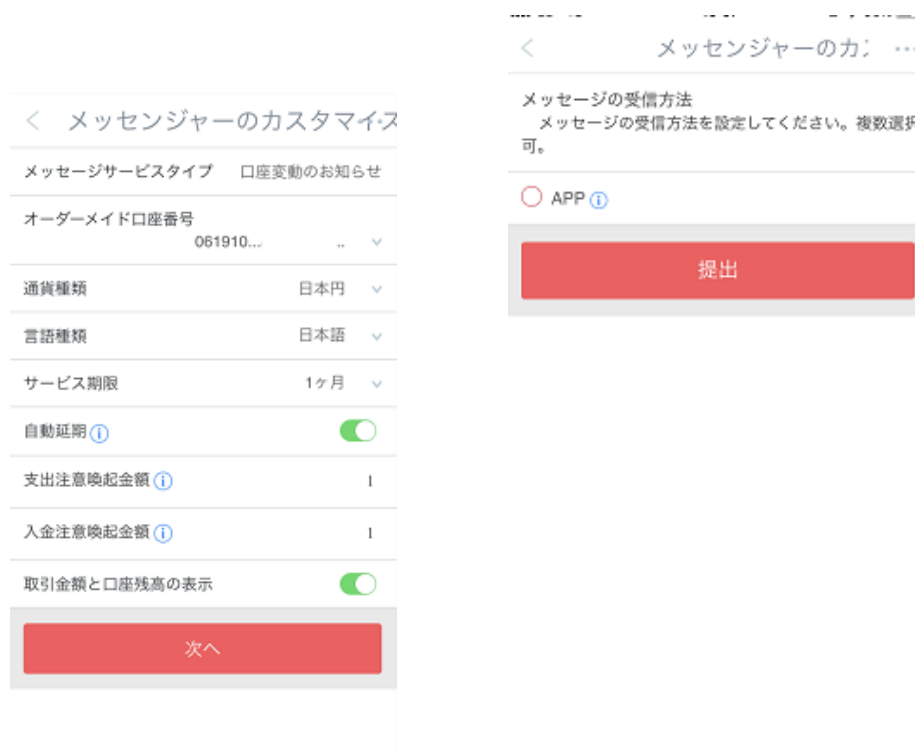 メッセンジャーのカスタマイズ
メッセージサービスタイプ 口座変動のお知らせ
オーダーメイド口座番号
061910... ..
通貨種類 日本円
言語種類 日本語
サービス期限 1ヶ月
自動延期
支出注意喚起金額 1
入金注意喚起金額 1
取引金額と口座残高の表示
次へ
メッセンジャーのカ
メッセージの受信方法
メッセージの受信方法を設定してください。複数選択
可。
APP
提出